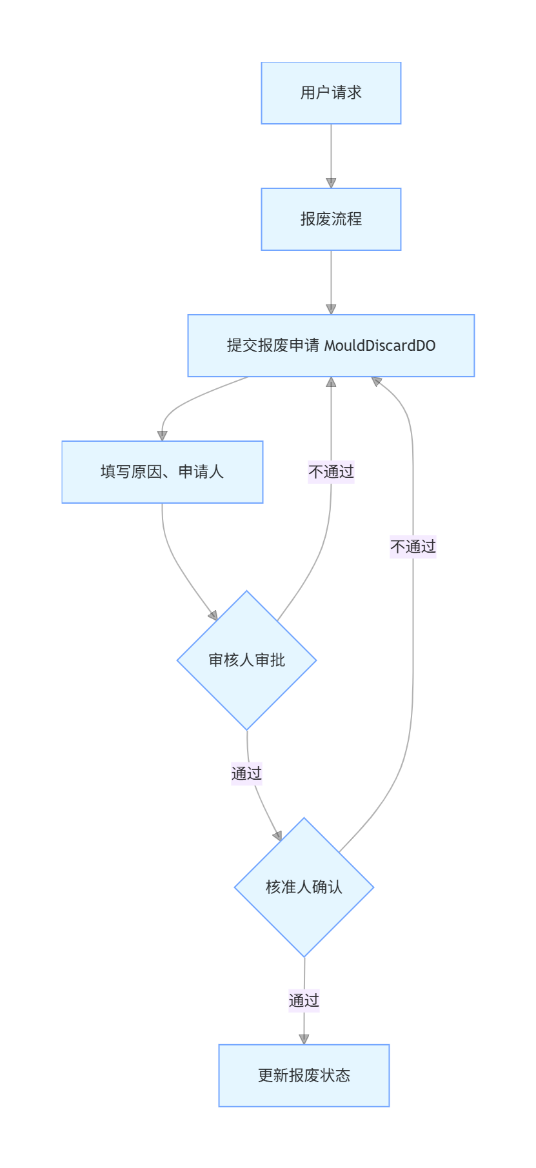 用户请求
报废流程
提交报废申请 MouldDiscardDO
填写原因、申请人
不通过
不通过
审核人审批
通过
核准人确认
通过
更新报废状态